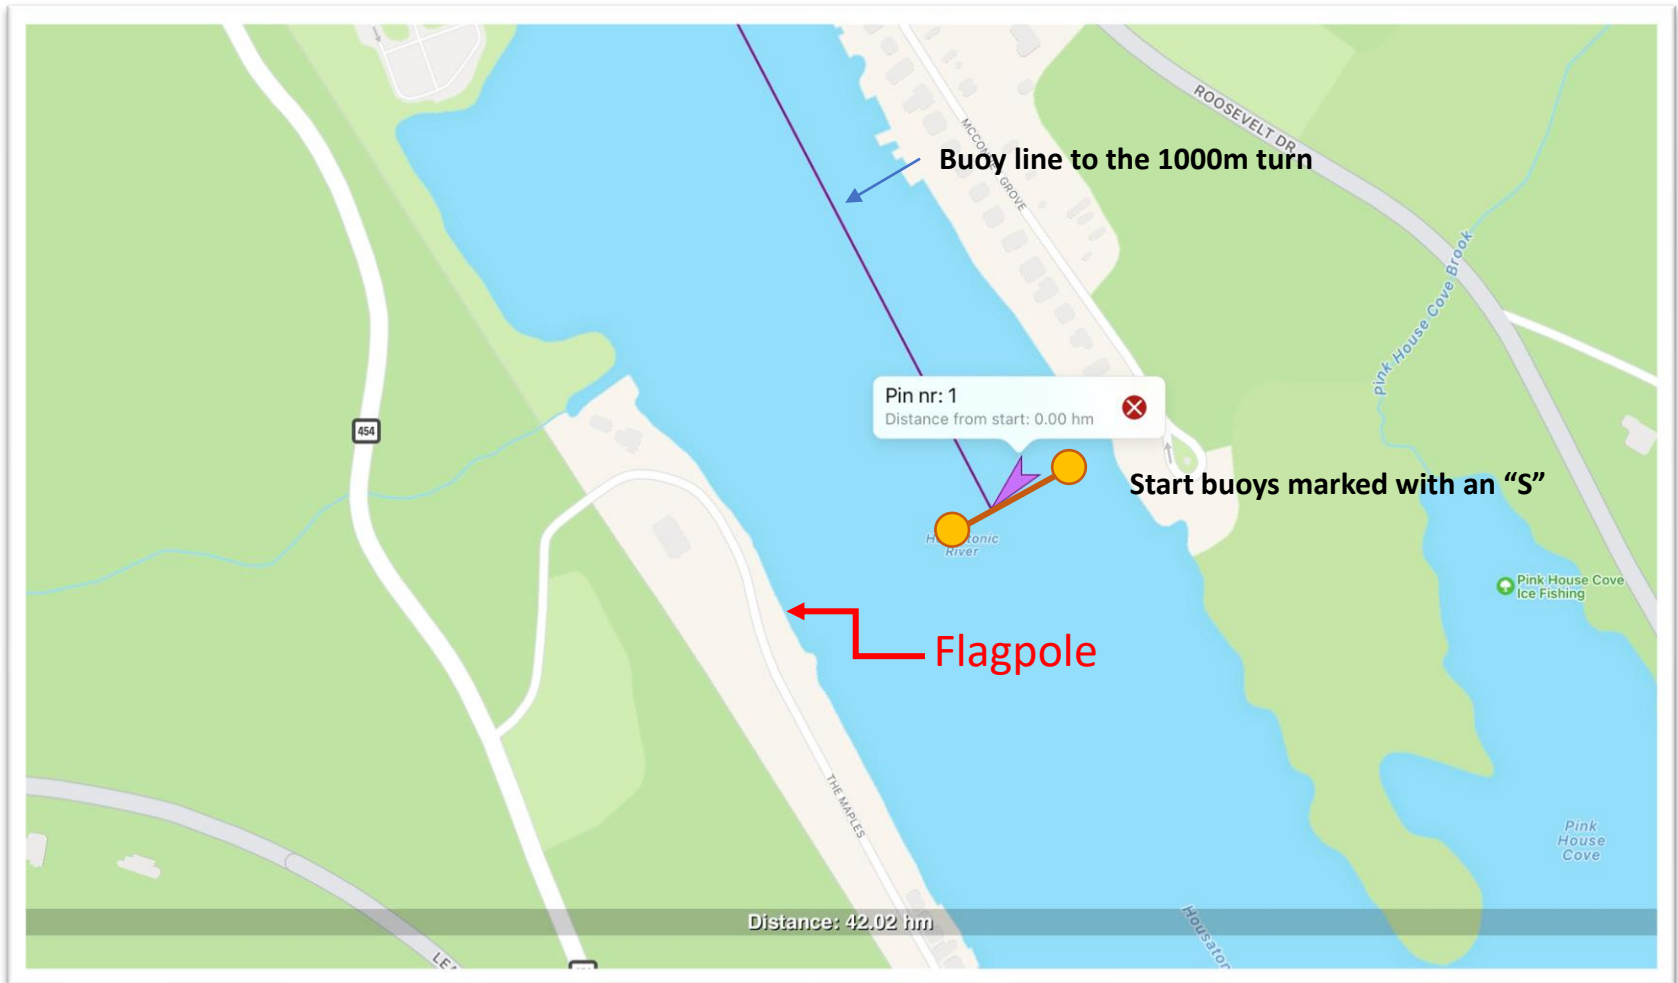 ROOSEVELT DR
Buoy line to the 1000m turn
GROVE
Pink House Cove Brook
Pin nr: 1
Distance from start: 0.00 hm
454
Start buoys marked with an “S”
River
Pink House Cove
Ice Fishing
Flagpole
THE MAPLES
Pink
House
Cove
Distance: 42.02 hm